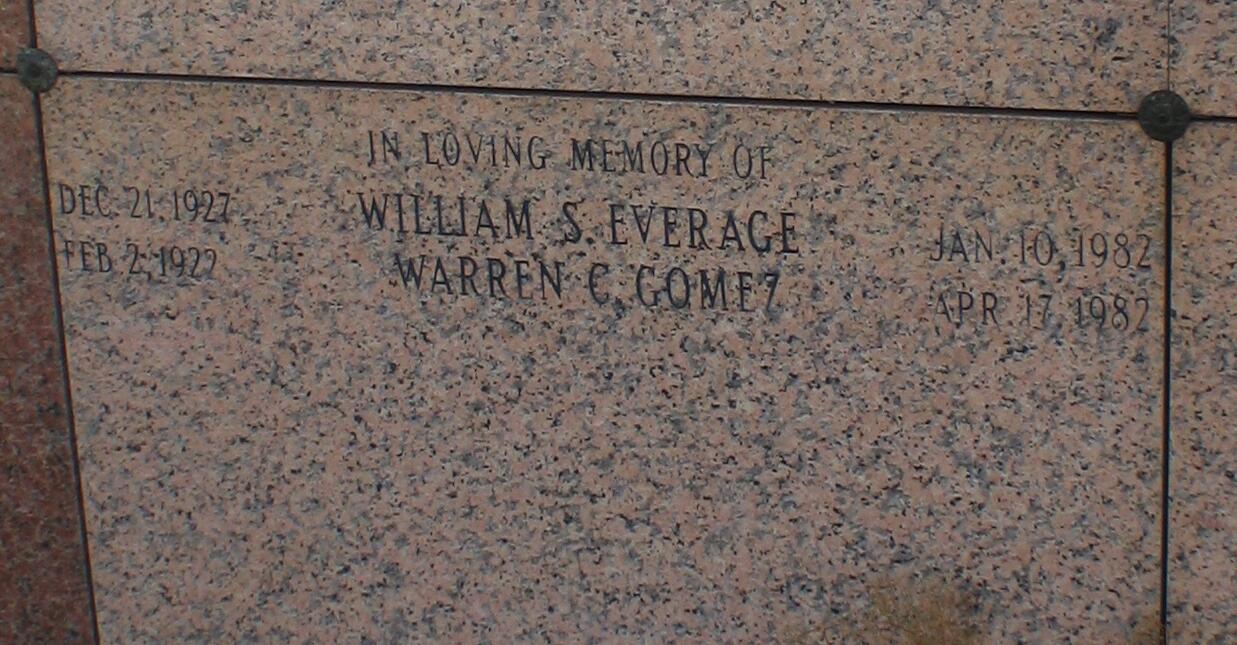 IN LOVING MEMORY OF
DEC. 21, 1927 WILLIAM S. EVERAGE JAN. 10, 1982
FEB 2, 1922 WARREN C. GOMEZ APR 17, 1982